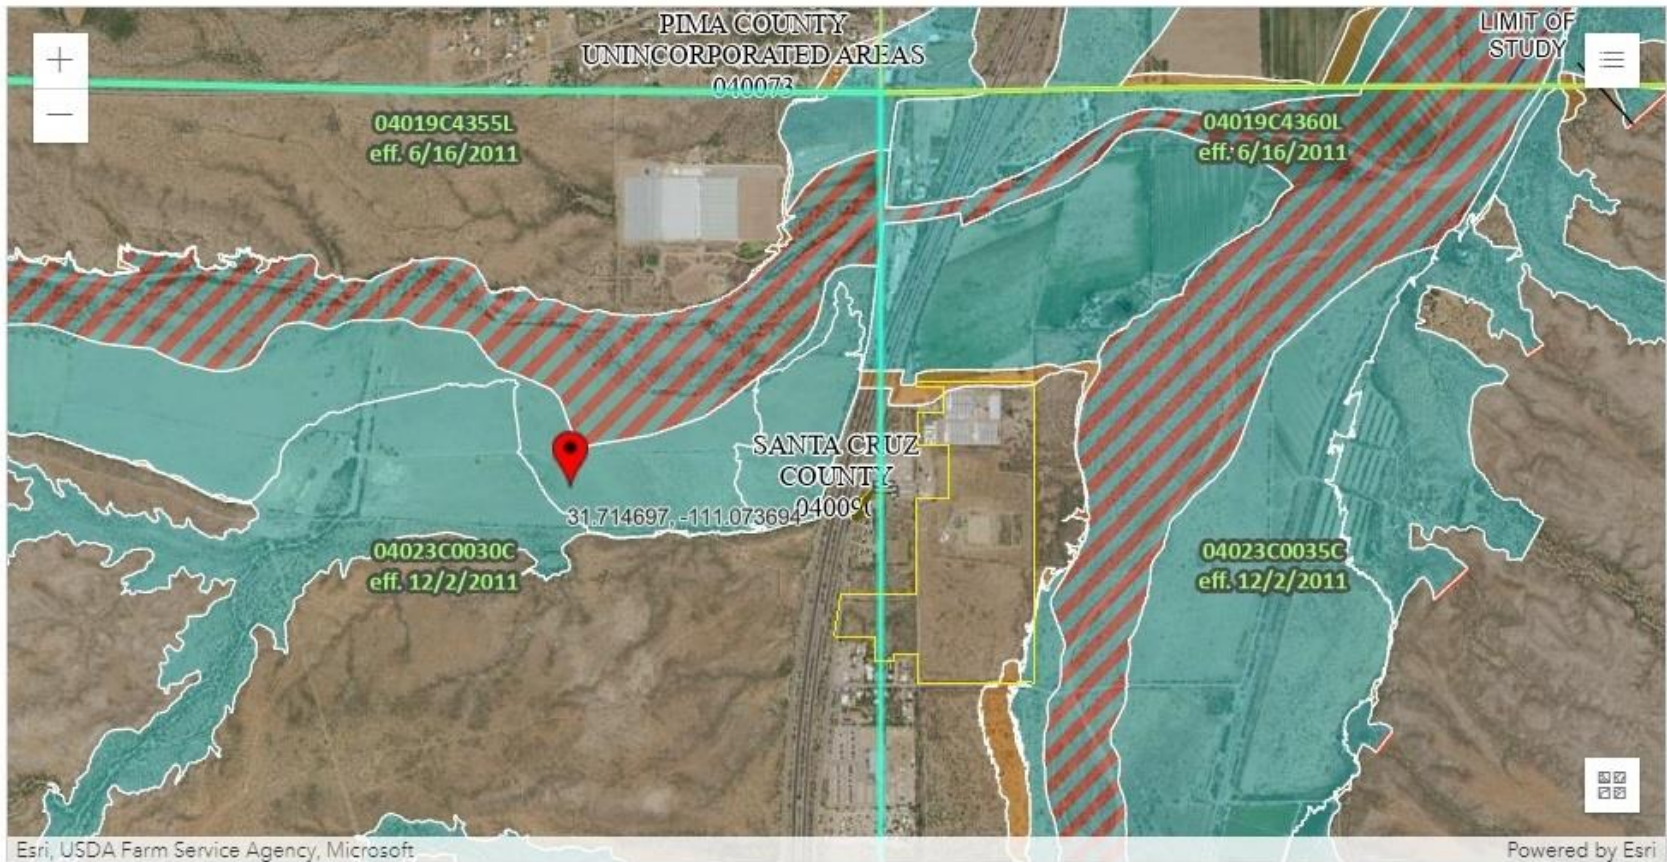 PIMA COUNTY
UNINCORPORATED AREAS
040073
LIMIT OF
STUDY
04019C4355L
eff. 6/16/2011
04019C4360L
eff. 6/16/2011
SANTA CRUZ
COUNTY
04009
31.714697, -111.073694
04023C0030C
eff. 12/2/2011
04023C0035C
eff. 12/2/2011
Esri, USDA Farm Service Agency, Microsoft
Powered by Esri